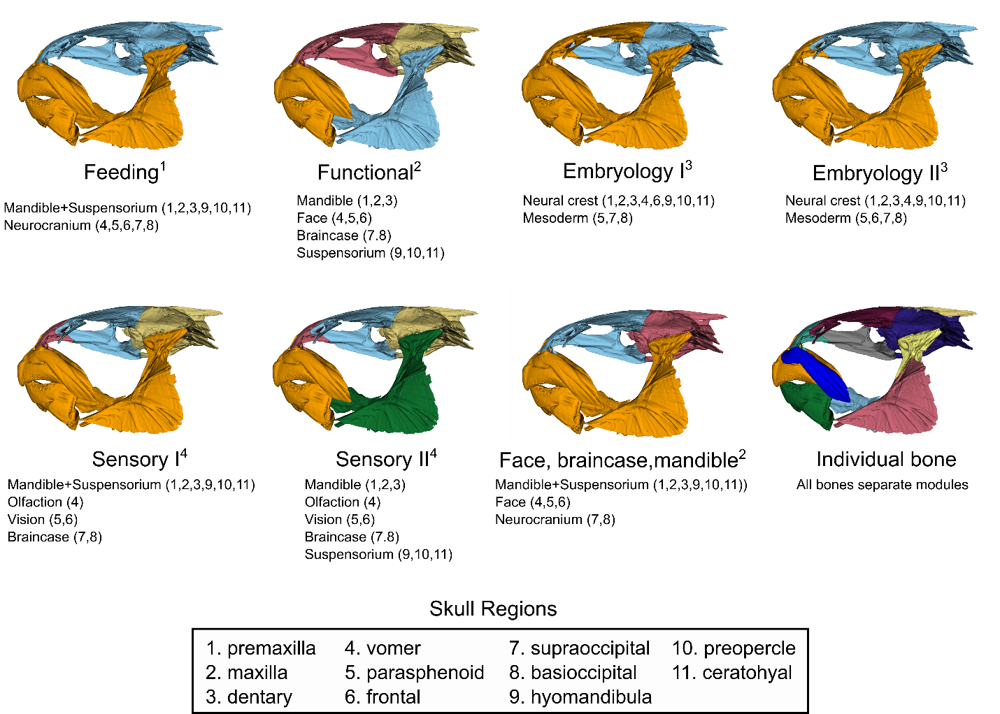 Feeding1
Mandible+Suspensorium (1,2,3,9,10,11)
Neurocranium (4,5,6,7,8)
Functional2
Mandible (1,2,3)
Face (4,5,6)
Braincase (7.8)
Suspensorium (9,10,11)
Embryology I3
Neural crest (1,2,3,4,6,9,10,11)
Mesoderm (5,7,8)
Embryology II3
Neural crest (1,2,3,4,9,10,11)
Mesoderm (5,6,7,8)
Sensory I4
Mandible+Suspensorium (1,2,3,9,10,11)
Olfaction (4)
Vision (5,6)
Braincase (7,8)
Sensory II4
Mandible (1,2,3)
Olfaction (4)
Vision (5,6)
Braincase (7.8)
Suspensorium (9,10,11)
Face, braincase,mandible2
Mandible+Suspensorium (1,2,3,9,10,11))
Face (4,5,6)
Neurocranium (7,8)
Individual bone
All bones separate modules
Skull Regions
1. premaxilla
2. maxilla
3. dentary
4. vomer
5. parasphenoid
6. frontal
7. supraoccipital
8. basioccipital
9. hyomandibula
10. preopercle
11. ceratohyal